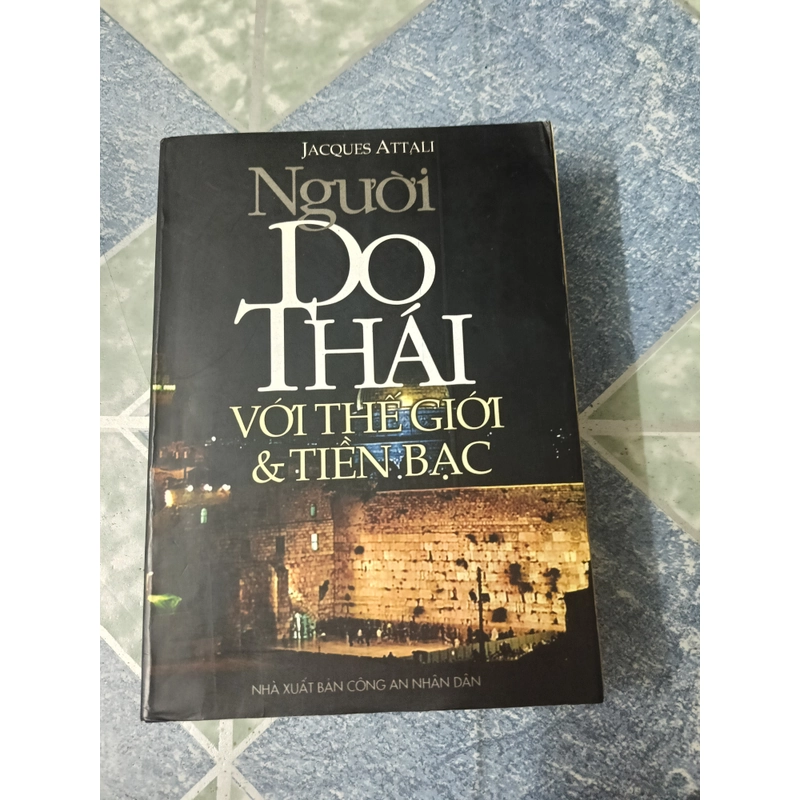 JACQUES ATTALI
Người
DO
THÁI
VỚI THẾ GIỚI
& TIỀN BẠC
NHÀ XUẤT BẢN CÔNG AN NHÂN DÂN